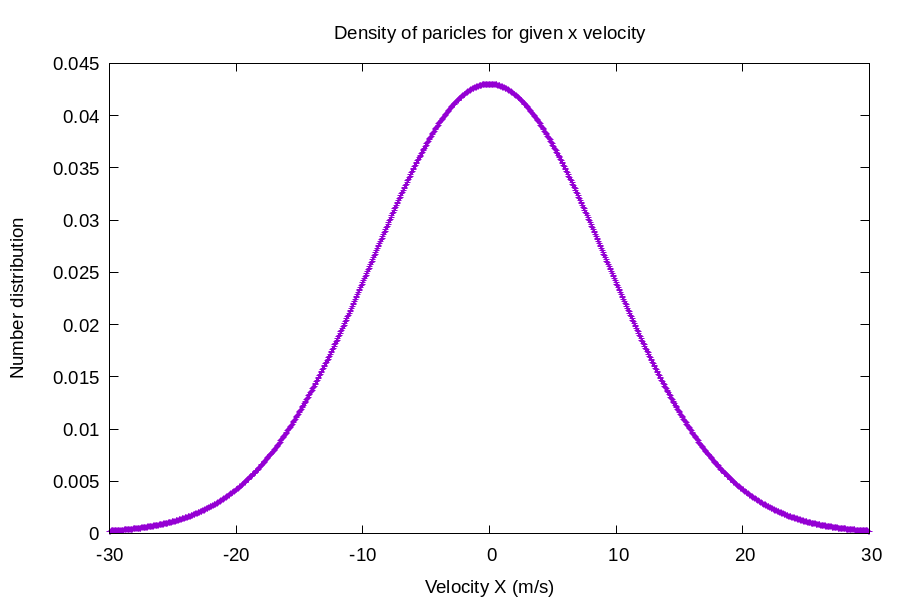 Density of paricles for given x velocity
0.045
0.04
0.035
0.03
0.025
0.02
0.015
0.01
0.005
0
Number distribution
-30 -20 -10 0 10 20 30
Velocity X (m/s)